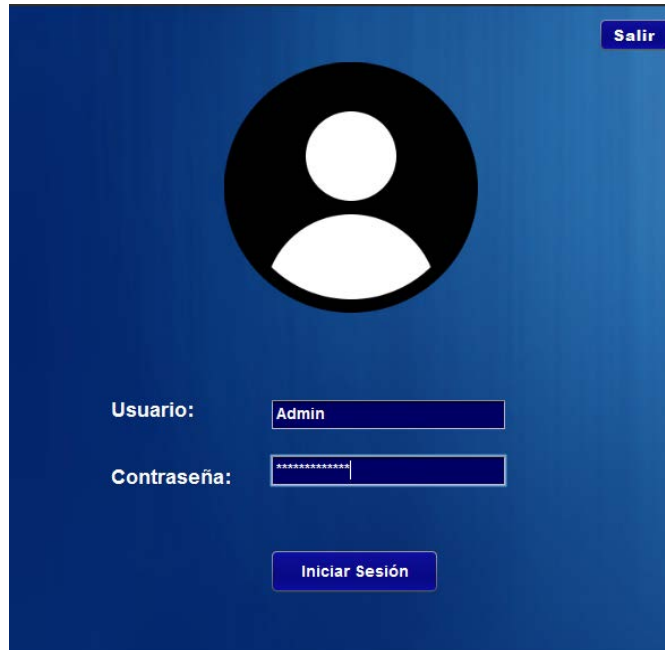 Salir
Usuario:
Admin
Contraseña:
*************
Iniciar Sesión